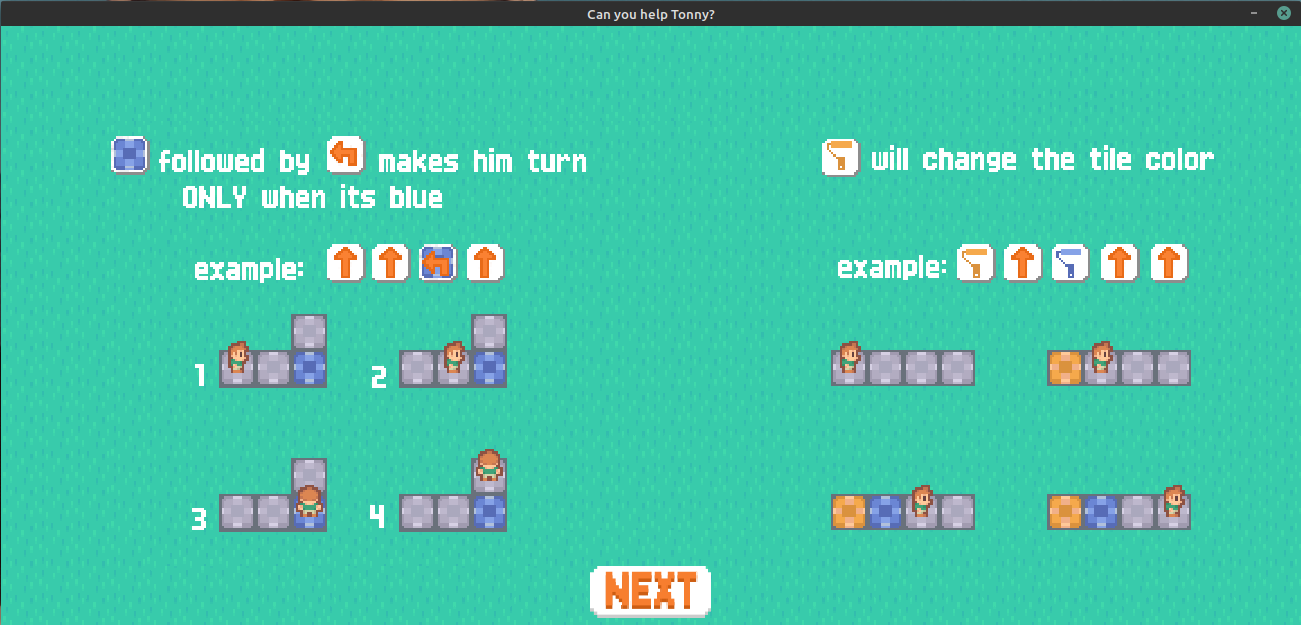 Can you help Tonny?
followed by makes him turn
ONLY when its blue
example:
1
2
3
4
will change the tile color
example:
NEXT